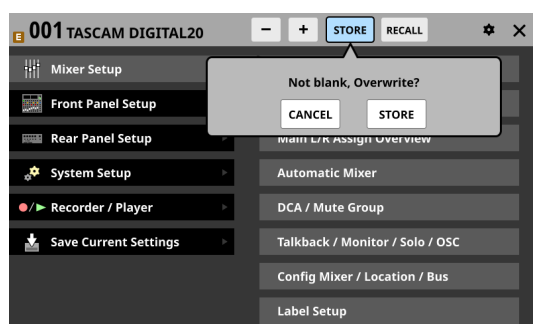 E 001 TASCAM DIGITAL20 - + STORE RECALL
Not blank, Overwrite?
CANCEL STORE
Mixer Setup
Front Panel Setup
Rear Panel Setup
System Setup
Recorder / Player
Save Current Settings
Main L/R Assign Overview
Automatic Mixer
DCA / Mute Group
Talkback / Monitor / Solo / OSC
Config Mixer / Location / Bus
Label Setup